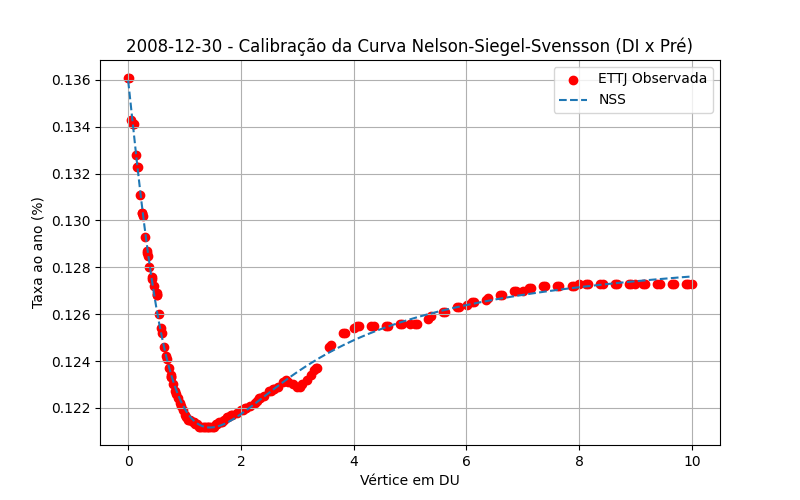 2008-12-30 - Calibração da Curva Nelson-Siegel-Svensson (DI x Pré)
ETTJ Observada
NSS
Taxa ao ano (%)
0.136
0.134
0.132
0.130
0.128
0.126
0.124
0.122
0 2 4 6 8 10
Vértice em DU